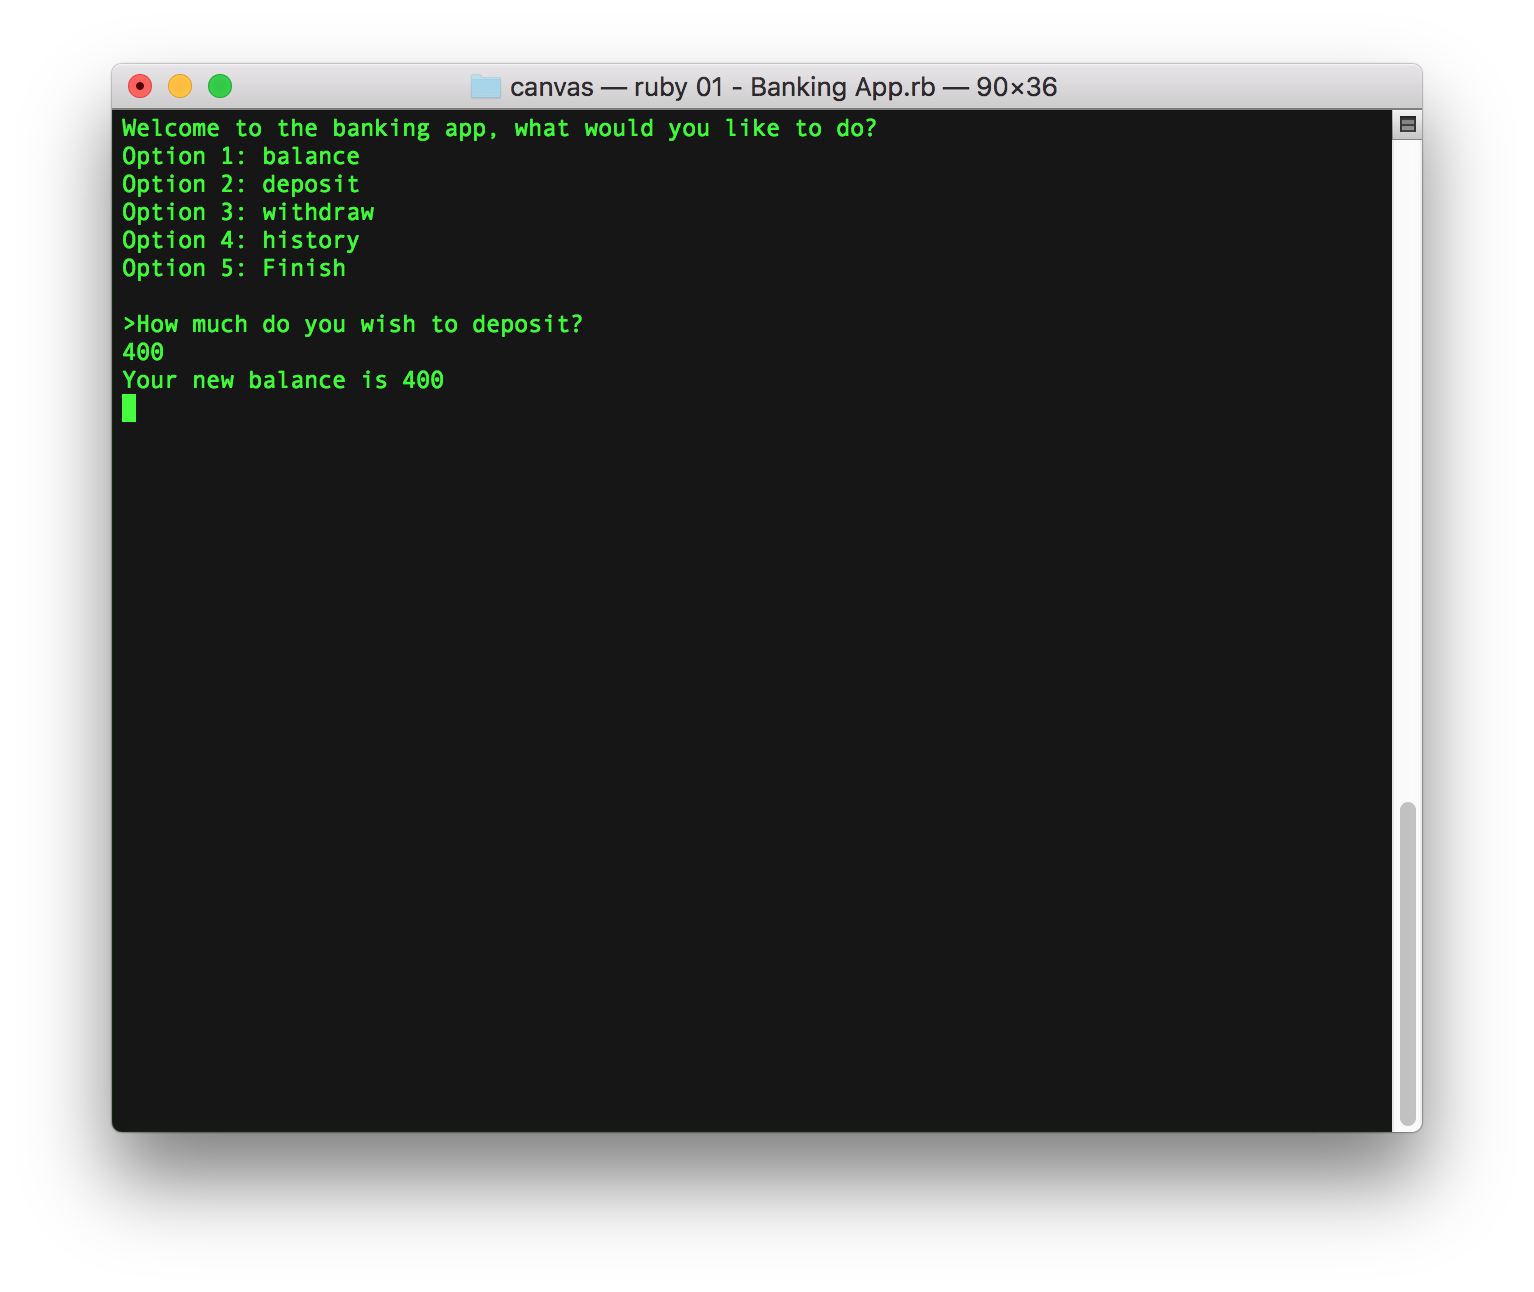 canvas — ruby 01 - Banking App.rb — 90×36
Welcome to the banking app, what would you like to do?
Option 1: balance
Option 2: deposit
Option 3: withdraw
Option 4: history
Option 5: Finish
>How much do you wish to deposit?
400
Your new balance is 400